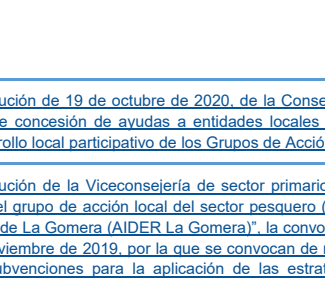 ución de 19 de octubre de 2020, de la Conse
e concesión de ayudas a entidades locales
rollo local participativo de los Grupos de Acció
ución de la Viceconsejería de sector primario
el grupo de acción local del sector pesquero (
de La Gomera (AIDER La Gomera)”, la convo
viembre de 2019, por la que se convocan de
ubvenciones para la aplicación de las estrat